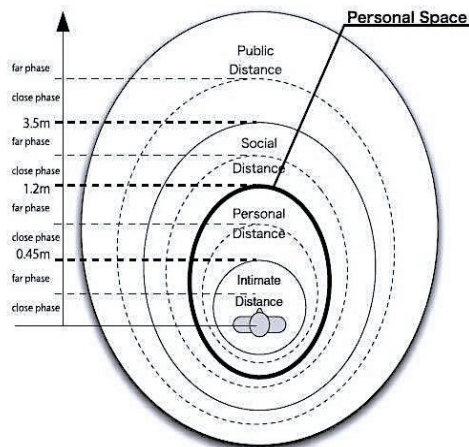 Personal Space
Public
far phase
Distance
close phase
3.5m
far phase
Social
close phase
Distance
1.2m
far phase
Personal
close phase
Distance
0.45m
far phase
Intimate
close phase
Distance